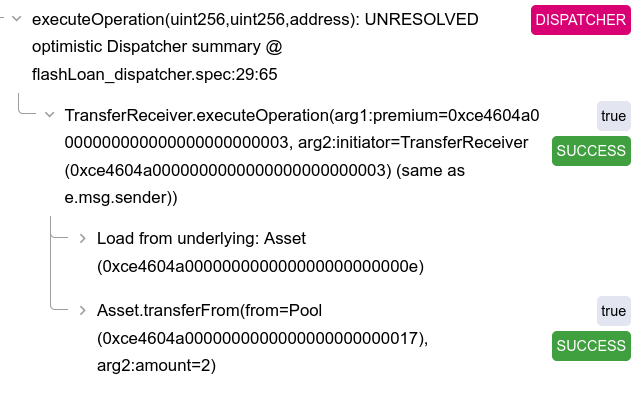 executeOperation(uint256,uint256,address): UNRESOLVED
DISPATCHER
optimistic Dispatcher summary @
flashLoan_dispatcher.spec:29:65
TransferReceiver.executeOperation(arg1:premium=0xce4604a0
true
000000000000000000000003, arg2:initiator=TransferReceiver
SUCCESS
(0xce4604a0000000000000000000000003) (same as
e.msg.sender))
Load from underlying: Asset
(0xce4604a000000000000000000000000e)
Asset.transferFrom(from=Pool
true
(0xce4604a0000000000000000000000017),
SUCCESS
arg2:amount=2)